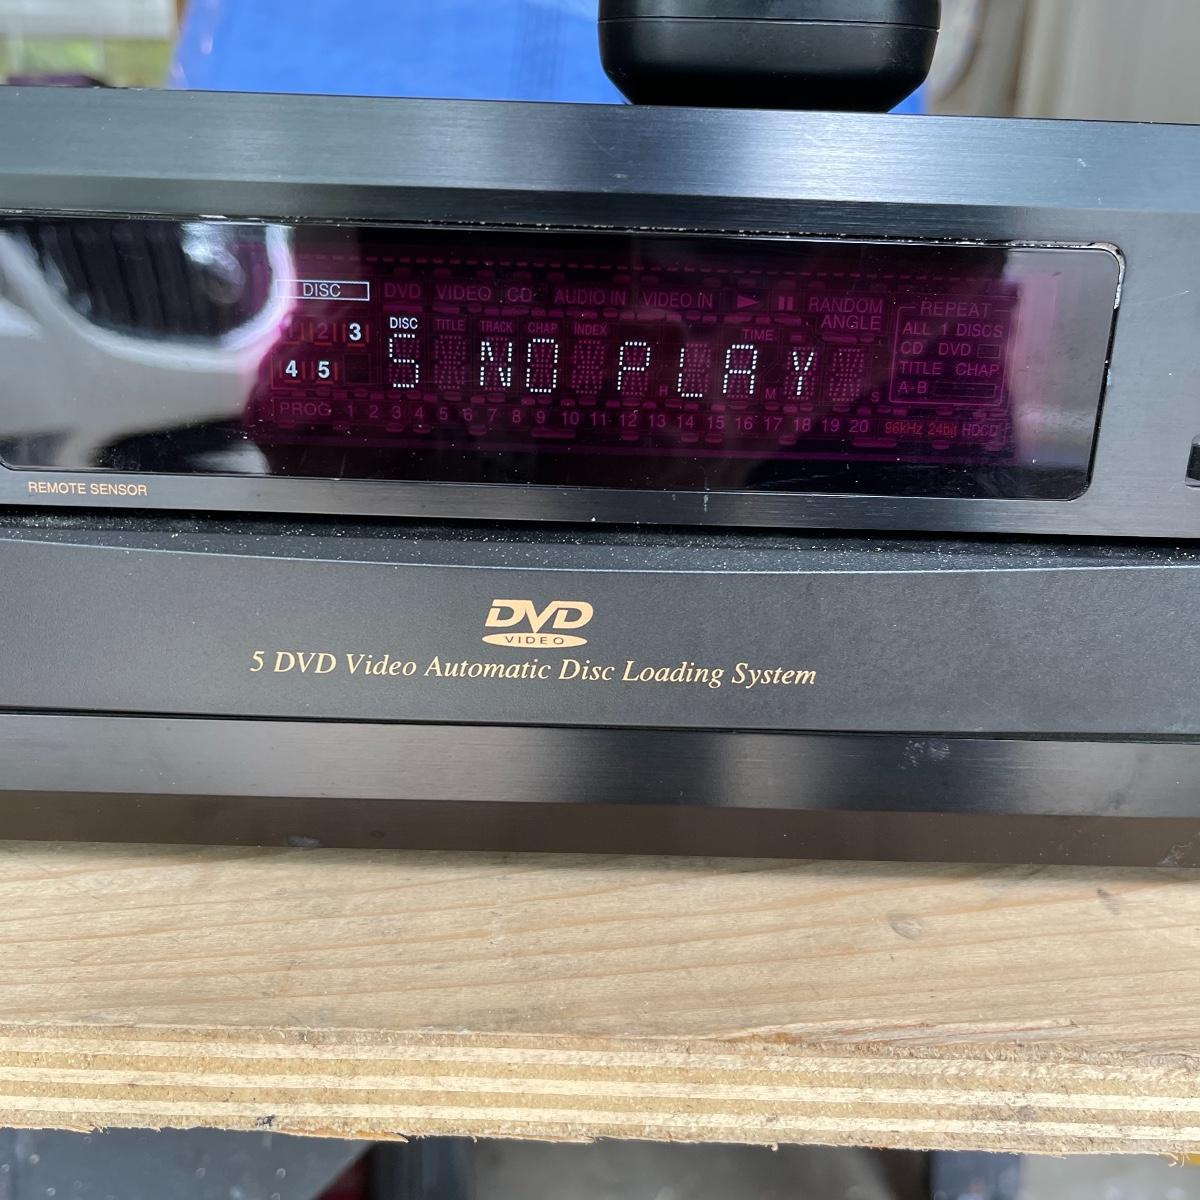 DISC DVD VIDEO CD AUDIO IN VIDEO IN RANDOM REPEAT
ANGLE
ALL 1 DISCS
1 2 3 DISC TITLE TRACK CHAP INDEX TIME
CD DVD
4 5 5 NO PLAY
TITLE CHAP
H M S A-B
PROG 1 2 3 4 5 6 7 8 9 10 11 12 13 14 15 16 17 18 19 20 96kHz 24bit HDCD
REMOTE SENSOR
DVD
VIDEO
5 DVD Video Automatic Disc Loading System